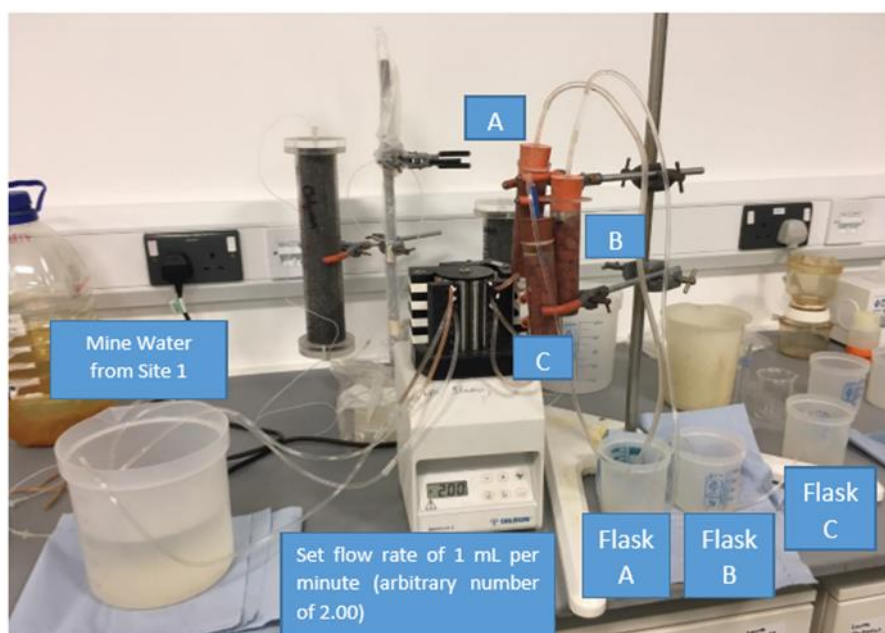 A
B
Mine Water
from Site 1
C
2.00
GILSON
Set flow rate of 1 mL per
minute (arbitrary number
of 2.00)
Flask
A
Flask
B
Flask
C